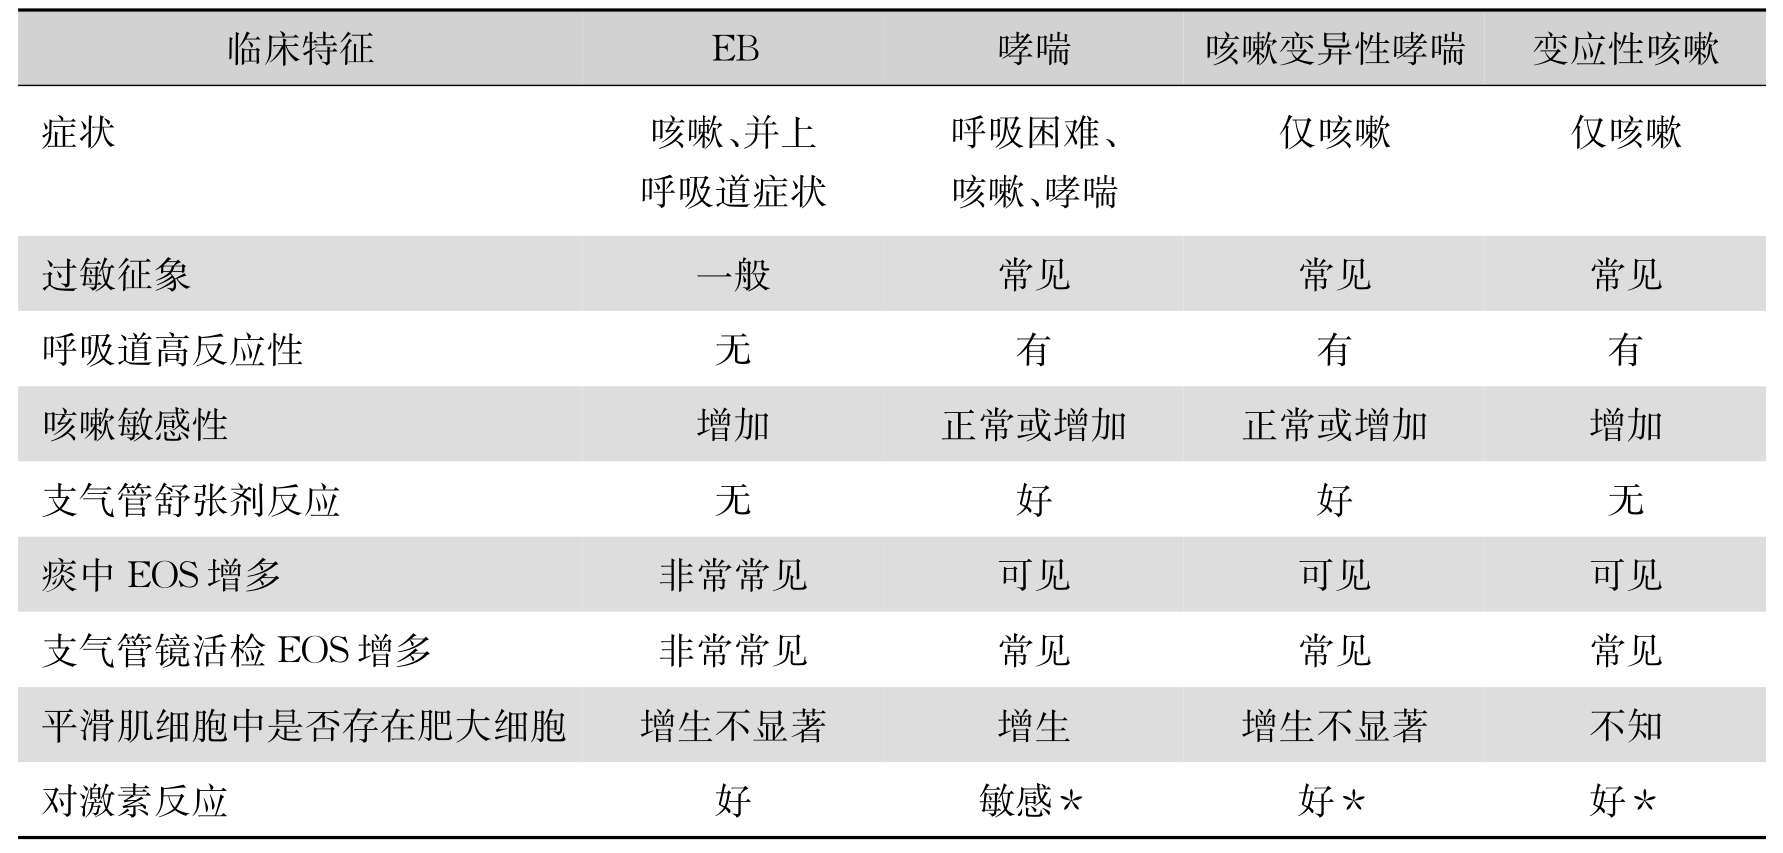 临床特征 EB 哮喘 咳嗽变异性哮喘 变应性咳嗽
症状 咳嗽、并上 呼吸困难、 仅咳嗽 仅咳嗽
呼吸道症状 咳嗽、哮喘
过敏征象 一般 常见 常见 常见
呼吸道高反应性 无 有 有 有
咳嗽敏感性 增加 正常或增加 正常或增加 增加
支气管舒张剂反应 无 好 好 无
痰中 EOS 增多 非常常见 可见 可见 可见
支气管镜活检 EOS 增多 非常常见 常见 常见 常见
平滑肌细胞中是否存在肥大细胞 增生不显著 增生 增生不显著 不知
对激素反应 好 敏感* 好* 好*